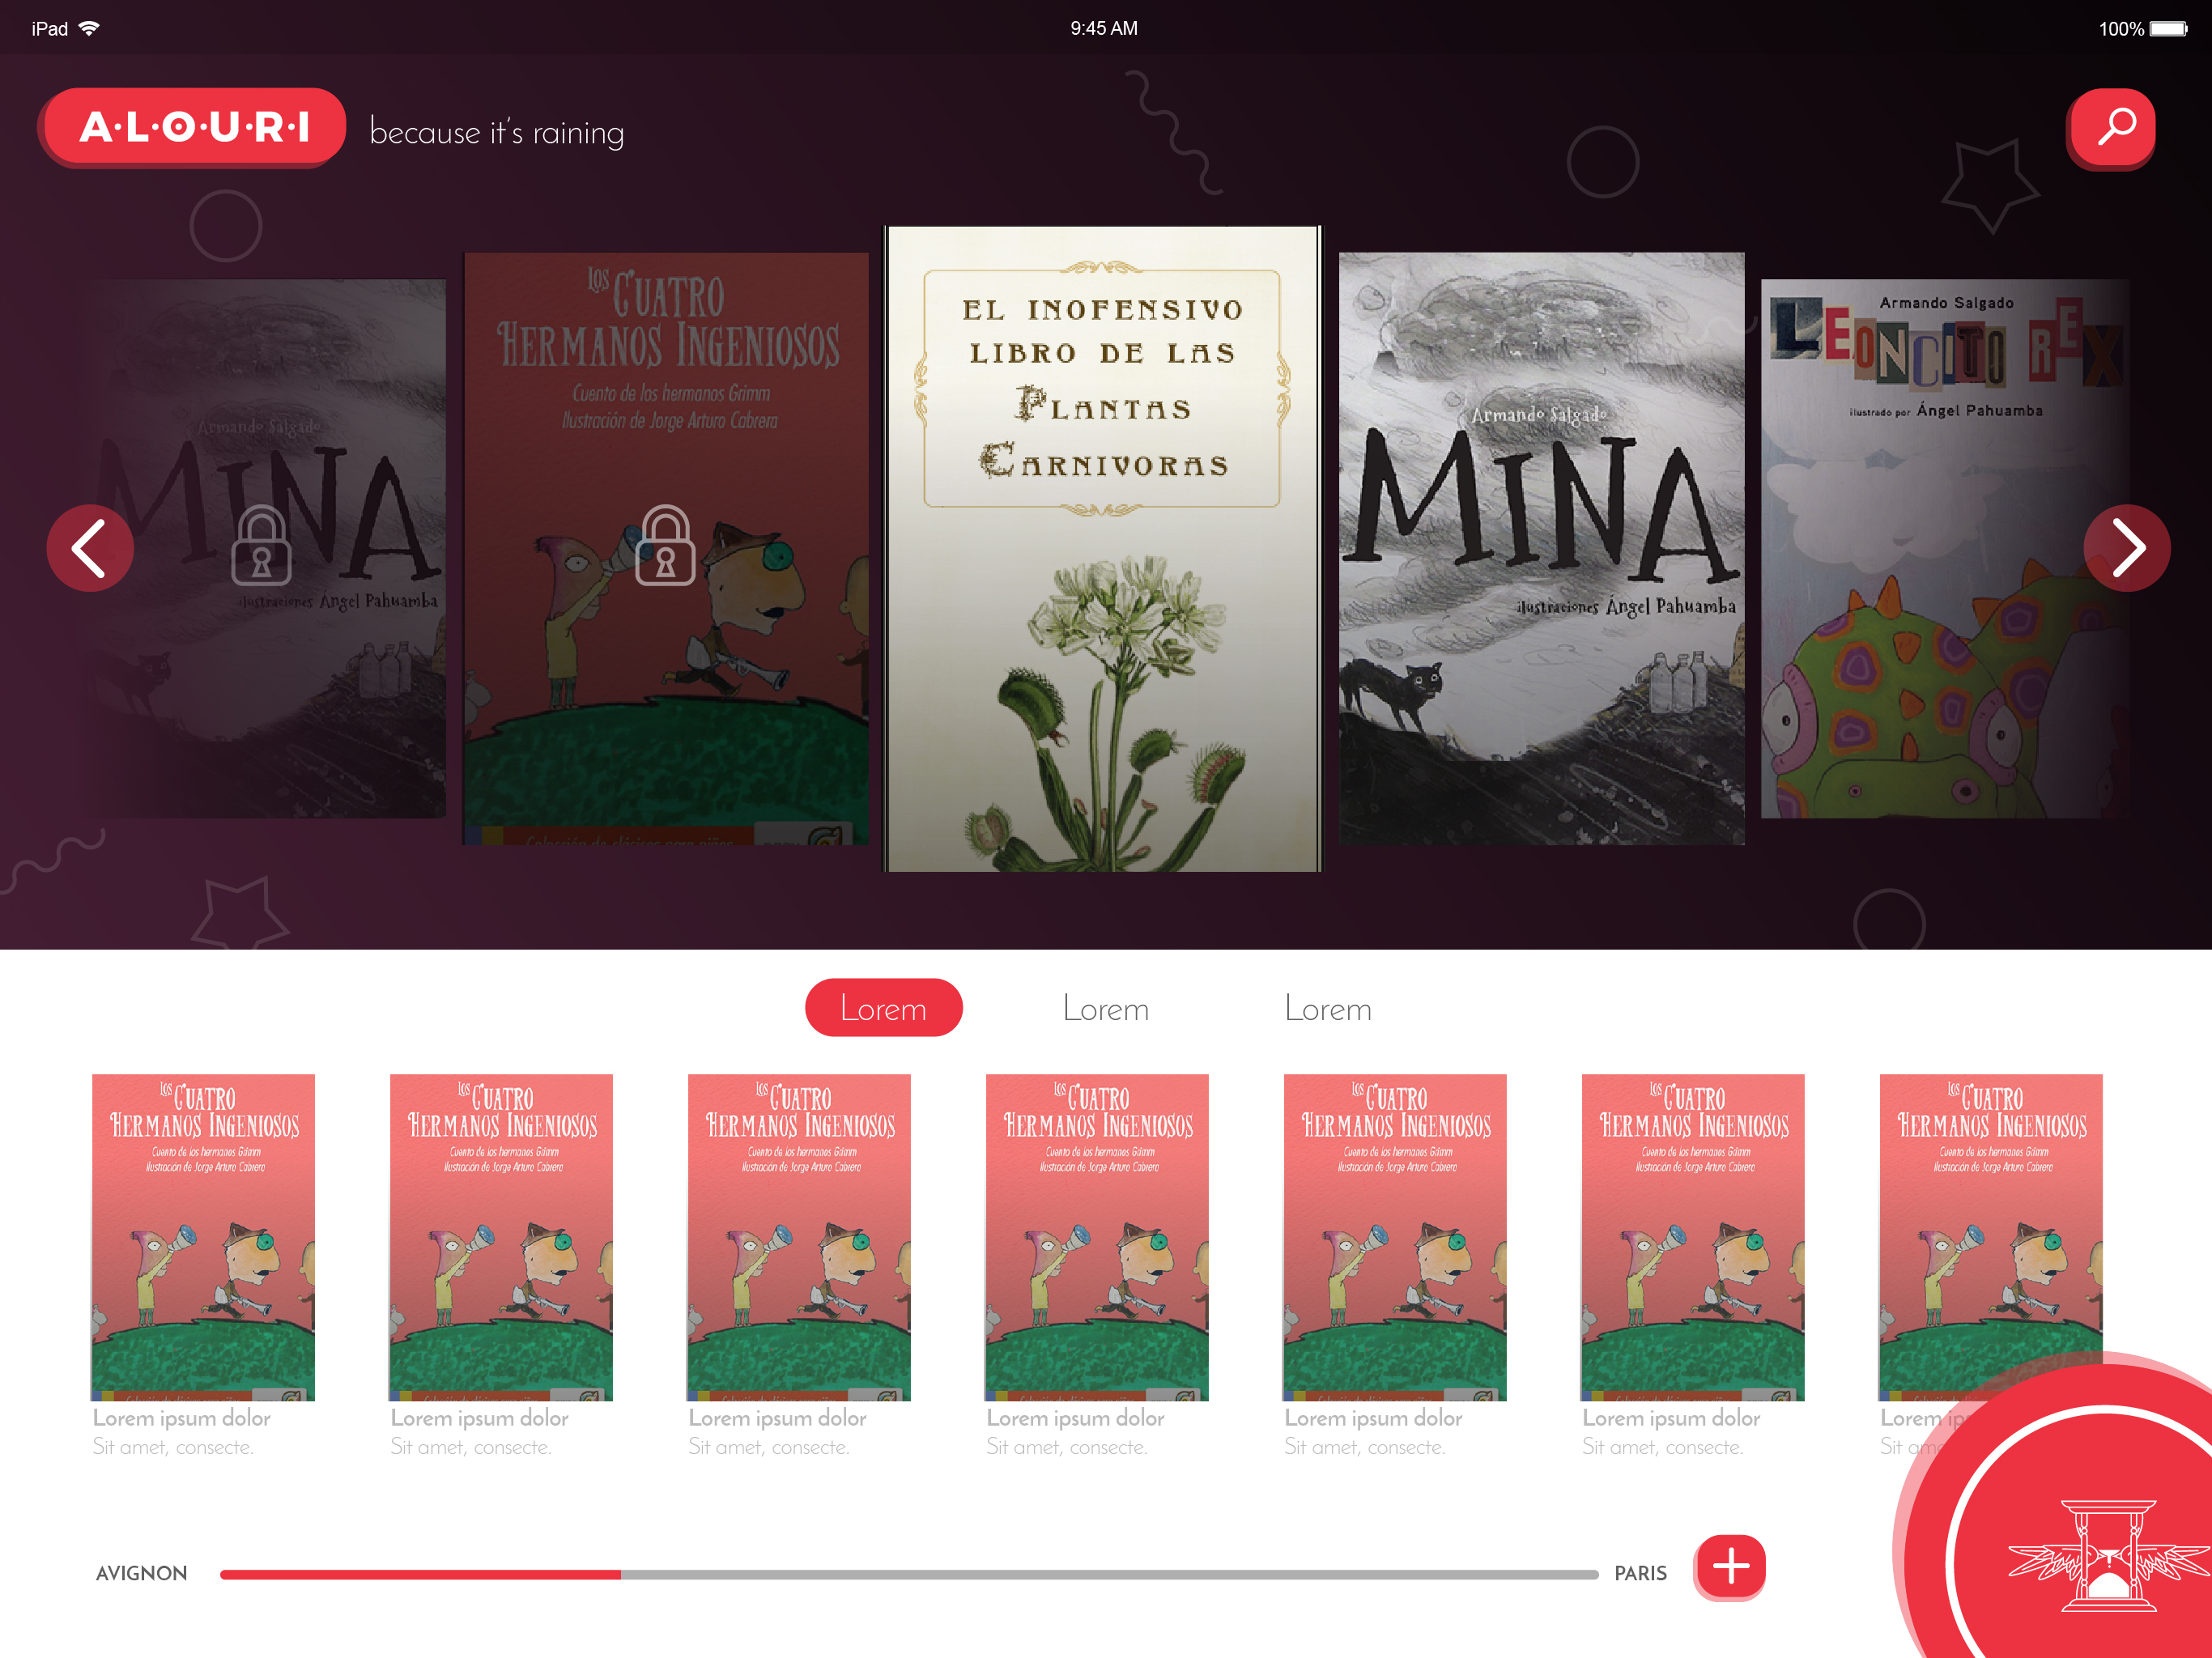 iPad
9:45 AM
100%
A·L·O·U·R·I
because it's raining
Armando Salgado
MINA
ilustraciones Ángel Pahuamba
Los Cuatro
Hermanos Ingeniosos
Cuento de los hermanos Grimm
Ilustración de Jorge Arturo Cabrera
Colección de clásicos para niños
EL INOFENSIVO
LIBRO DE LAS
PLANTAS
CARNIVORAS
Armando Salgado
MINA
ilustraciones Ángel Pahuamba
Armando Salgado
LEONCITO REX
ilustrado por Ángel Pahuamba
Lorem
Lorem
Lorem
Los Cuatro
Hermanos Ingeniosos
Cuento de los hermanos Grimm
Ilustración de Jorge Arturo Cabrera
Lorem ipsum dolor
Sit amet, consecte.
Los Cuatro
Hermanos Ingeniosos
Cuento de los hermanos Grimm
Ilustración de Jorge Arturo Cabrera
Lorem ipsum dolor
Sit amet, consecte.
Los Cuatro
Hermanos Ingeniosos
Cuento de los hermanos Grimm
Ilustración de Jorge Arturo Cabrera
Lorem ipsum dolor
Sit amet, consecte.
Los Cuatro
Hermanos Ingeniosos
Cuento de los hermanos Grimm
Ilustración de Jorge Arturo Cabrera
Lorem ipsum dolor
Sit amet, consecte.
Los Cuatro
Hermanos Ingeniosos
Cuento de los hermanos Grimm
Ilustración de Jorge Arturo Cabrera
Lorem ipsum dolor
Sit amet, consecte.
Los Cuatro
Hermanos Ingeniosos
Cuento de los hermanos Grimm
Ilustración de Jorge Arturo Cabrera
Lorem ipsum dolor
Sit amet, consecte.
Los Cuatro
Hermanos Ingeniosos
Cuento de los hermanos Grimm
Ilustración de Jorge Arturo Cabrera
Lorem ip
Sit ame
AVIGNON
PARIS